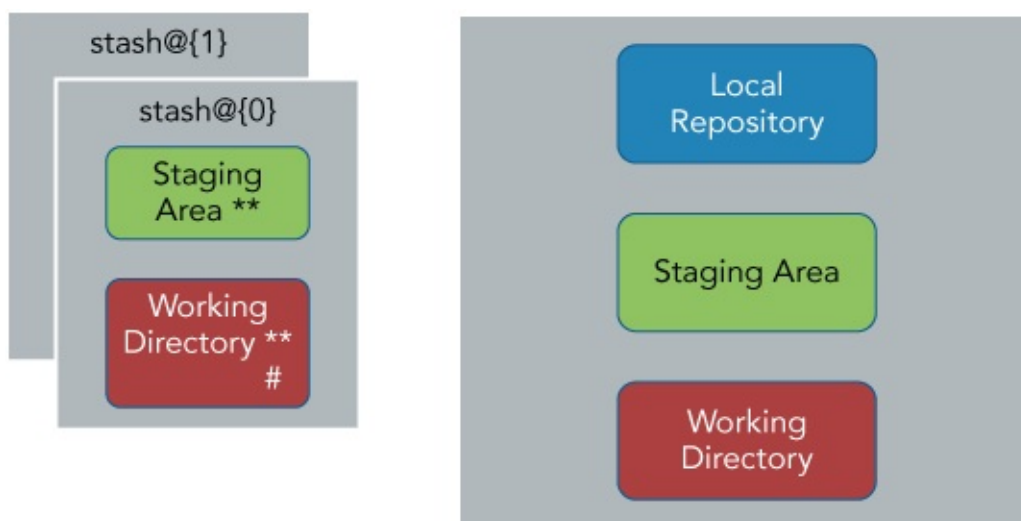 stash@{1}
stash@{0}
Staging
Area **
Working
Directory **
#
Local
Repository
Staging Area
Working
Directory